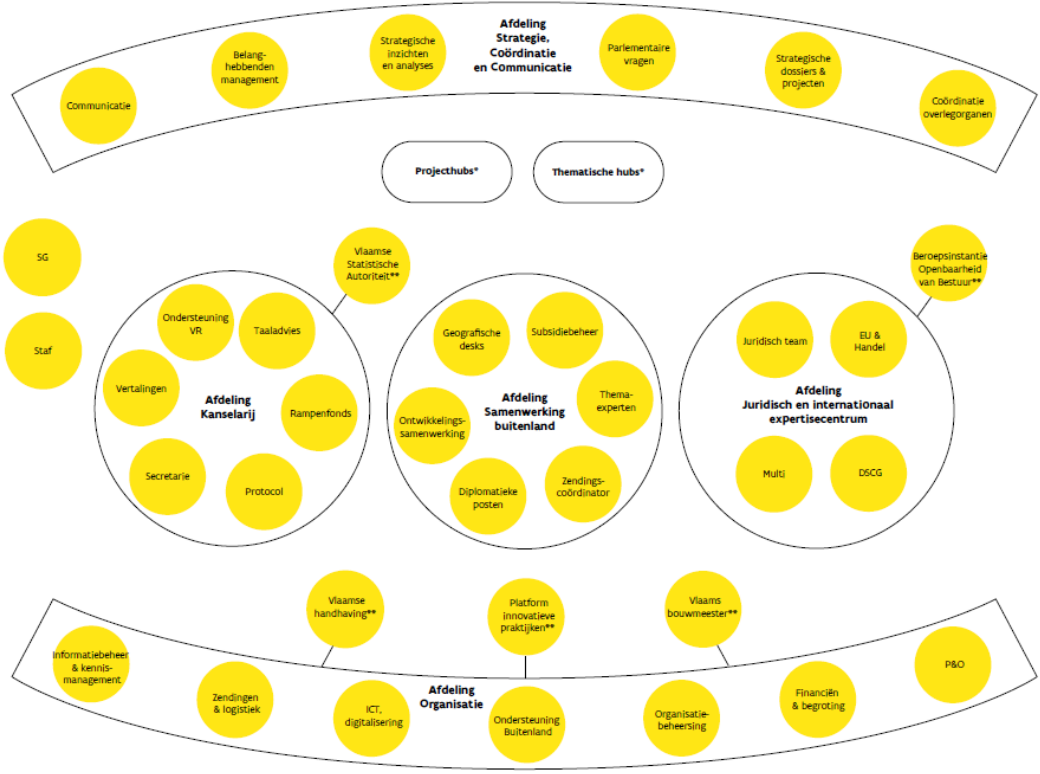 Afdeling
Strategie,
Coördinatie
en Communicatie
Communicatie
Belang-
hebbenden
management
Strategische
inzichten
en analyses
Parlementaire
vragen
Strategische
dossiers &
projecten
Coördinatie
overlegorganen
Projecthubs*
Thematische hubs*
SG
Staf
Vlaamse
Statistische
Autoriteit**
Ondersteuning
VR
Taaladvies
Vertalingen
Afdeling
Kanselarij
Rampenfonds
Secretarie
Protocol
Geografische
desks
Subsidiebeheer
Ontwikkelings-
samenwerking
Afdeling
Samenwerking
buitenland
Thema-
experten
Diplomatieke
posten
Zendings-
coördinator
Beroepsinstantie
Openbaarheid
van Bestuur**
Juridisch team
EU &
Handel
Afdeling
Juridisch en internationaal
expertisecentrum
Multi
DSCG
Vlaamse
handhaving**
Platform
innovatieve
praktijken**
Vlaams
bouwmeester**
Informatiebeheer
& kennis-
management
Zendingen
& logistiek
ICT,
digitalisering
Afdeling
Organisatie
Ondersteuning
Buitenland
Organisatie-
beheersing
Financiën
& begroting
P&O